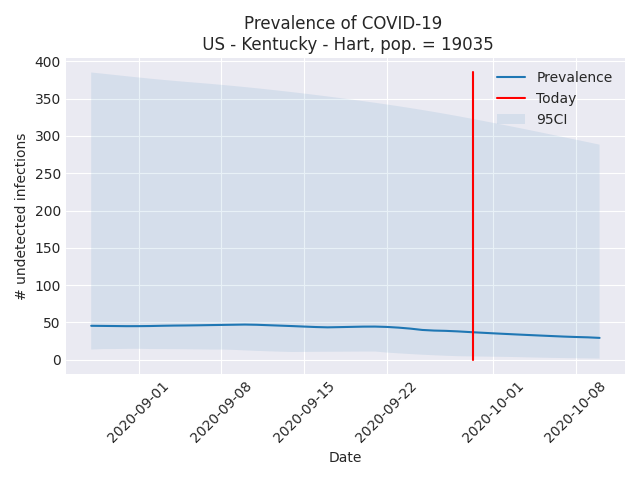 Prevalence of COVID-19
US - Kentucky - Hart, pop. = 19035
Prevalence
Today
95CI
400
350
300
250
200
150
100
50
0
# undetected infections
2020-09-01
2020-09-08
2020-09-15
2020-09-22
2020-10-01
2020-10-08
Date